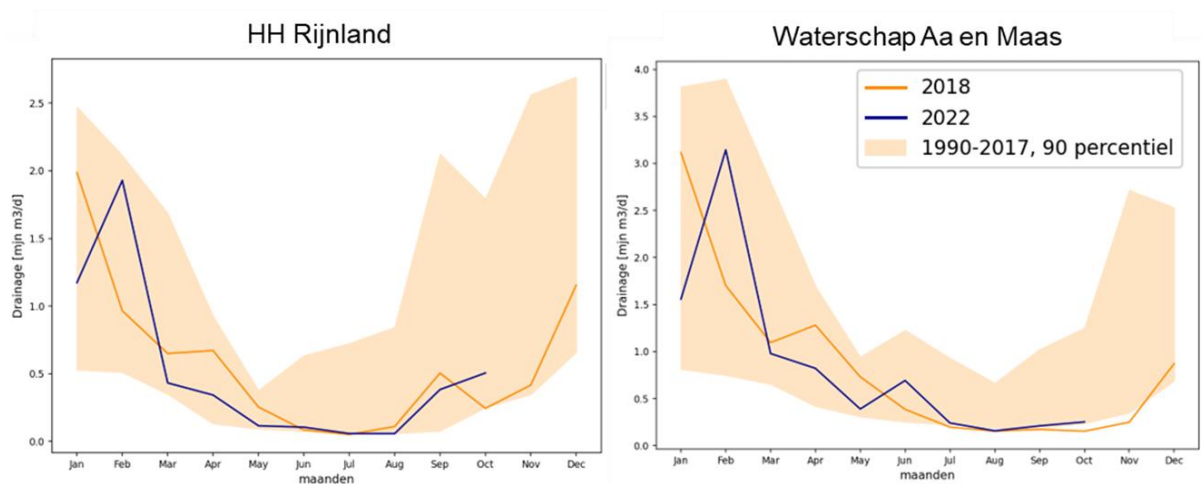 HH Rijnland
Drainage [mjn m3/d]
2.5
2.0
1.5
1.0
0.5
0.0
Jan Feb Mar Apr May Jun Jul Aug Sep Oct Nov Dec
maanden
Waterschap Aa en Maas
2018
2022
1990-2017, 90 percentiel
Drainage [mjn m3/d]
4.0
3.5
3.0
2.5
2.0
1.5
1.0
0.5
0.0
Jan Feb Mar Apr May Jun Jul Aug Sep Oct Nov Dec
maanden